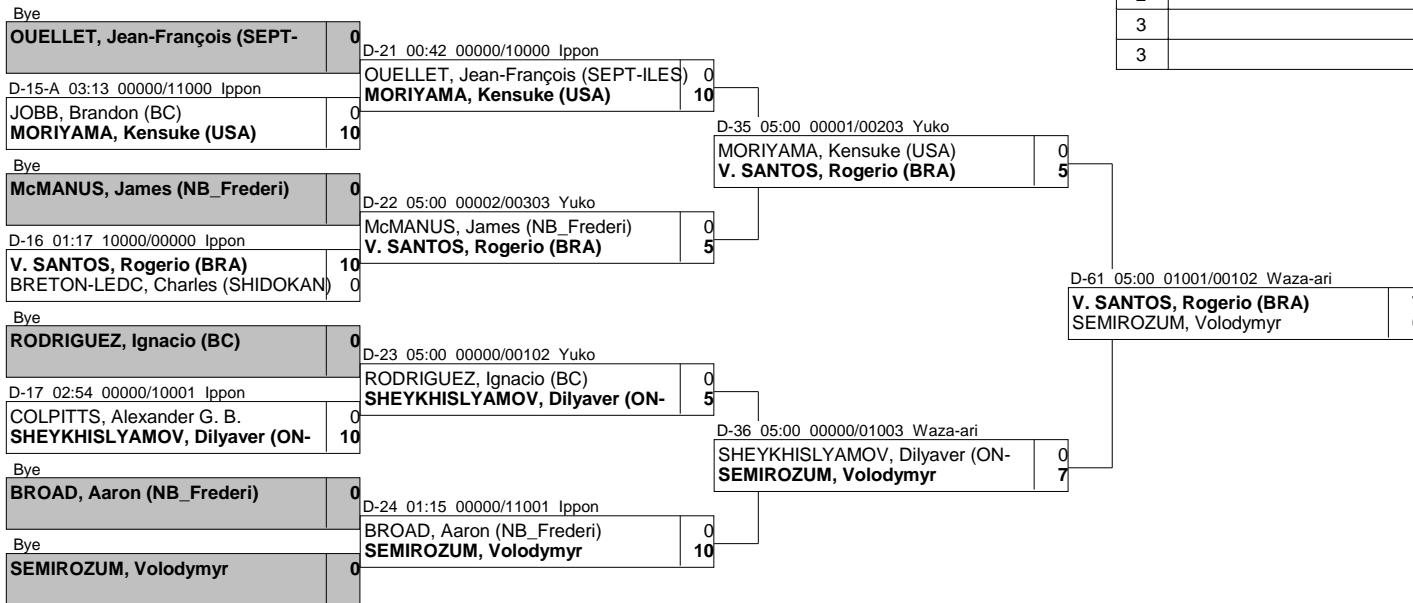 Bye
OUELLET, Jean-François (SEPT- 0
D-15-A 03:13 00000/11000 Ippon
JOBB, Brandon (BC) 0
MORIYAMA, Kensuke (USA) 10
Bye
McMANUS, James (NB_Frederi) 0
D-16 01:17 10000/00000 Ippon
V. SANTOS, Rogerio (BRA) 10
BRETON-LEDC, Charles (SHIDOKAN) 0
Bye
RODRIGUEZ, Ignacio (BC) 0
D-17 02:54 00000/10001 Ippon
COLPITTS, Alexander G. B. 0
SHEYKHISLYAMOV, Dilyaver (ON- 10
Bye
BROAD, Aaron (NB_Frederi) 0
Bye
SEMIROZUM, Volodymyr 0
D-21 00:42 00000/10000 Ippon
OUELLET, Jean-François (SEPT-ILES) 0
MORIYAMA, Kensuke (USA) 10
D-22 05:00 00002/00303 Yuko
McMANUS, James (NB_Frederi) 0
V. SANTOS, Rogerio (BRA) 5
D-23 05:00 00000/00102 Yuko
RODRIGUEZ, Ignacio (BC) 0
SHEYKHISLYAMOV, Dilyaver (ON- 5
D-24 01:15 00000/11001 Ippon
BROAD, Aaron (NB_Frederi) 0
SEMIROZUM, Volodymyr 10
D-35 05:00 00001/00203 Yuko
MORIYAMA, Kensuke (USA) 0
V. SANTOS, Rogerio (BRA) 5
D-36 05:00 00000/01003 Waza-ari
SHEYKHISLYAMOV, Dilyaver (ON- 0
SEMIROZUM, Volodymyr 7
D-61 05:00 01001/00102 Waza-ari
V. SANTOS, Rogerio (BRA)
SEMIROZUM, Volodymyr
3
3